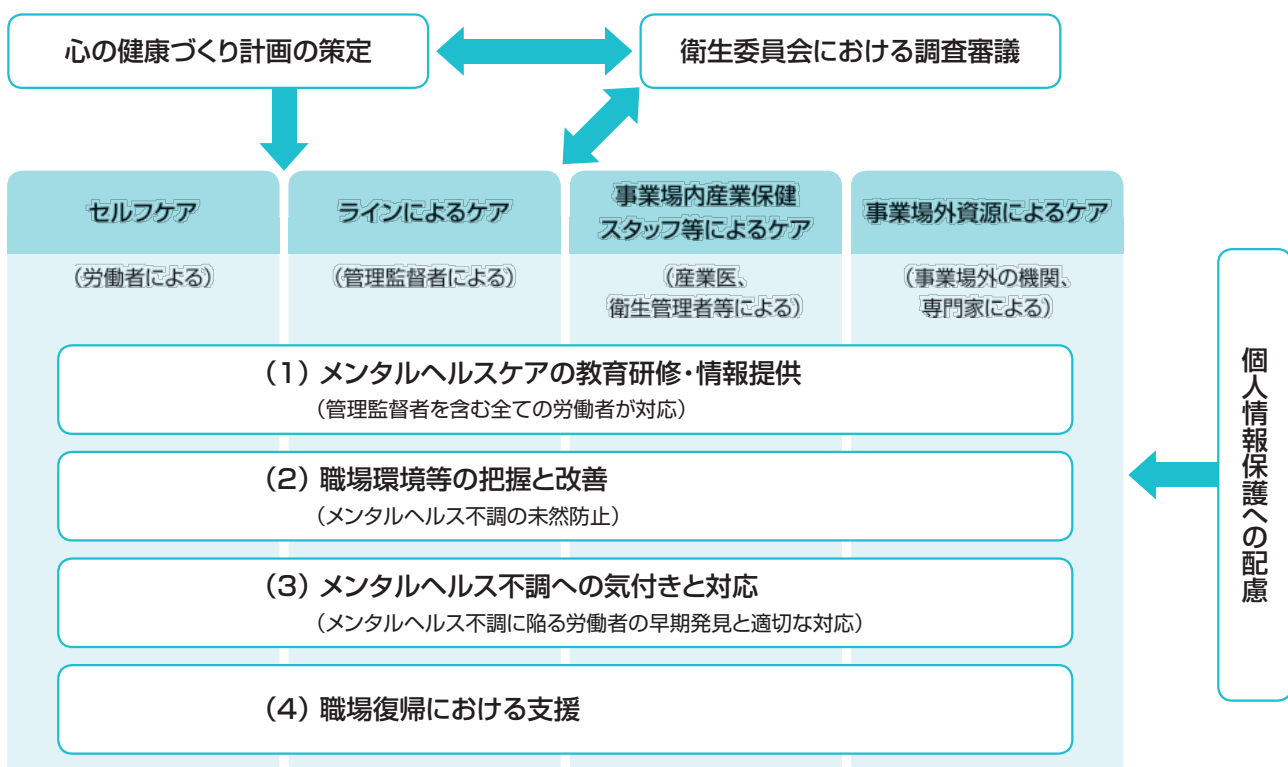 心の健康づくり計画の策定
衛生委員会における調査審議
セルフケア
ラインによるケア
事業場内産業保健
スタッフ等によるケア
事業場外資源によるケア
(労働者による)
(管理監督者による)
(産業医、
衛生管理者等による)
(事業場外の機関、
専門家による)
(1)メンタルヘルスケアの教育研修・情報提供
(管理監督者を含む全ての労働者が対応)
(2)職場環境等の把握と改善
(メンタルヘルス不調の未然防止)
(3)メンタルヘルス不調への気付きと対応
(メンタルヘルス不調に陥る労働者の早期発見と適切な対応)
(4)職場復帰における支援
個人情報保護への配慮